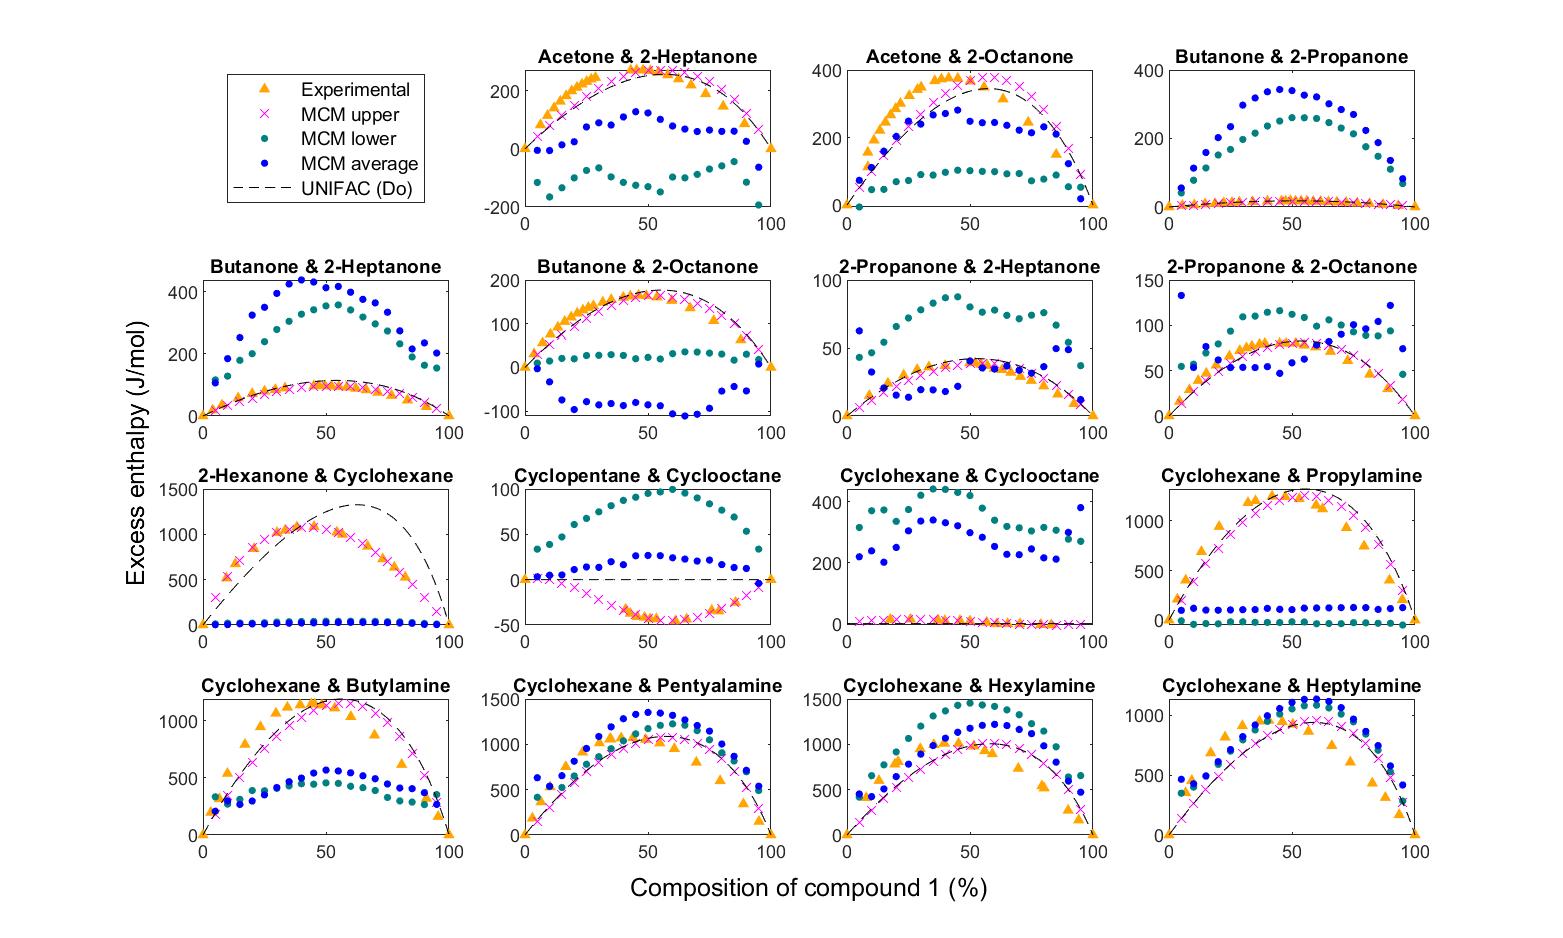 Acetone & 2-Heptanone
Acetone & 2-Octanone
Butanone & 2-Propanone
Experimental
MCM upper
MCM lower
MCM average
UNIFAC (Do)
200
0
-200
0 50 100
400
200
0
0 50 100
400
200
0
0 50 100
Butanone & 2-Heptanone
Butanone & 2-Octanone
2-Propanone & 2-Heptanone
2-Propanone & 2-Octanone
400
200
0
0 50 100
200
100
0
-100
0 50 100
100
50
0
0 50 100
150
100
50
0
0 50 100
Excess enthalpy (J/mol)
2-Hexanone & Cyclohexane
Cyclopentane & Cyclooctane
Cyclohexane & Cyclooctane
Cyclohexane & Propylamine
1500
1000
500
0
0 50 100
100
50
0
-50
0 50 100
400
200
0
0 50 100
1000
500
0
0 50 100
Cyclohexane & Butylamine
Cyclohexane & Pentyalamine
Cyclohexane & Hexylamine
Cyclohexane & Heptylamine
1000
500
0
0 50 100
1500
1000
500
0
0 50 100
1500
1000
500
0
0 50 100
1000
500
0
0 50 100
Composition of compound 1 (%)